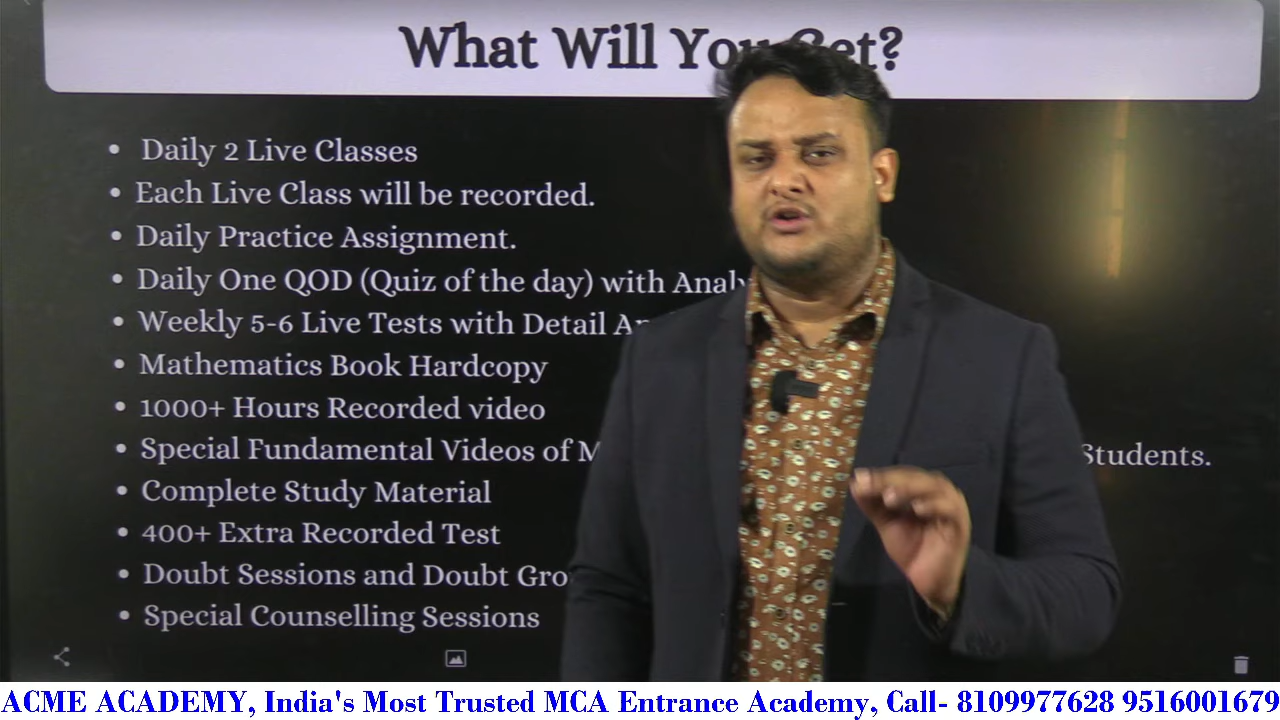 What Will You Get?
• Daily 2 Live Classes
• Each Live Class will be recorded.
• Daily Practice Assignment.
• Daily One QOD (Quiz of the day) with
• Weekly 5-6 Live Tests with Detail
• Mathematics Book Hardcopy
• 1000+ Hours Recorded video
• Special Fundamental Videos of Students.
• Complete Study Material
• 400+ Extra Recorded Test
• Doubt Sessions and Doubt
• Special Counselling Sessions
ACME ACADEMY, India's Most Trusted MCA Entrance Academy, Call- 8109977628 9516001679